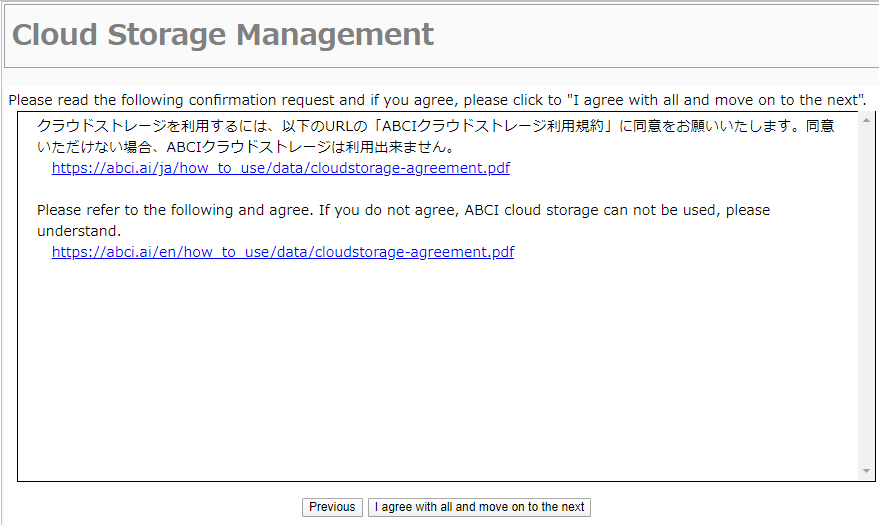 Cloud Storage Management
Please read the following confirmation request and if you agree, please click to "I agree with all and move on to the next".
クラウドストレージを利用するには、以下のURLの「ABCIクラウドストレージ利用規約」に同意をお願いいたします。同意
いただけない場合、ABCIクラウドストレージは利用出来ません。
https://abci.ai/ja/how_to_use/data/cloudstorage-agreement.pdf
Please refer to the following and agree. If you do not agree, ABCI cloud storage can not be used, please
understand.
https://abci.ai/en/how_to_use/data/cloudstorage-agreement.pdf
Previous I agree with all and move on to the next